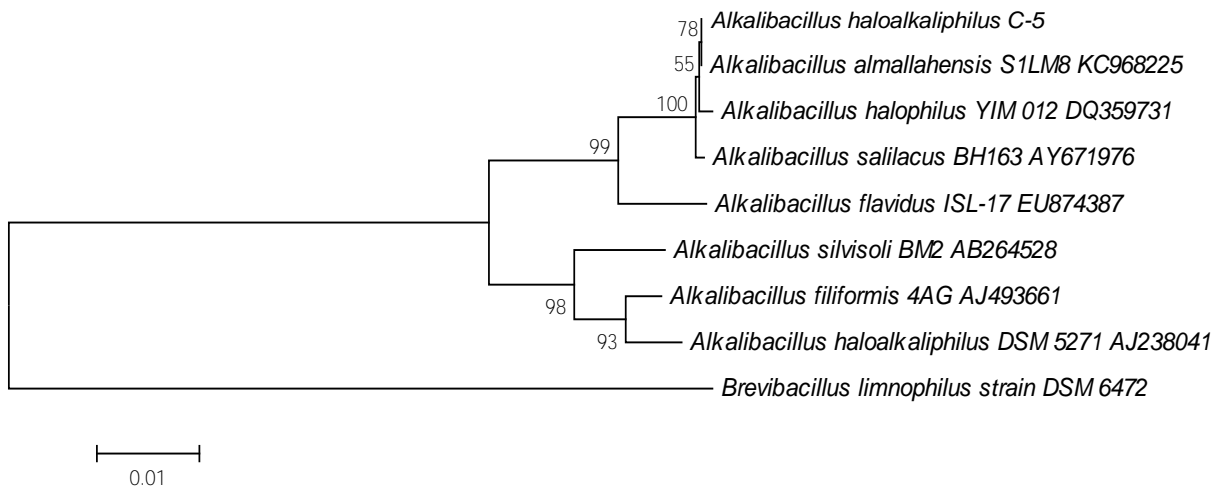 Alkalibacillus haloalkaliphilus C-5
78
55
Alkalibacillus almallahensis S1LM8 KC968225
100
Alkalibacillus halophilus YIM 012 DQ359731
99
Alkalibacillus salilacus BH163 AY671976
Alkalibacillus flavidus ISL-17 EU874387
Alkalibacillus silvisoli BM2 AB264528
Alkalibacillus filiformis 4AG AJ493661
98
93
Alkalibacillus haloalkaliphilus DSM 5271 AJ238041
Brevibacillus limnophilus strain DSM 6472
0.01